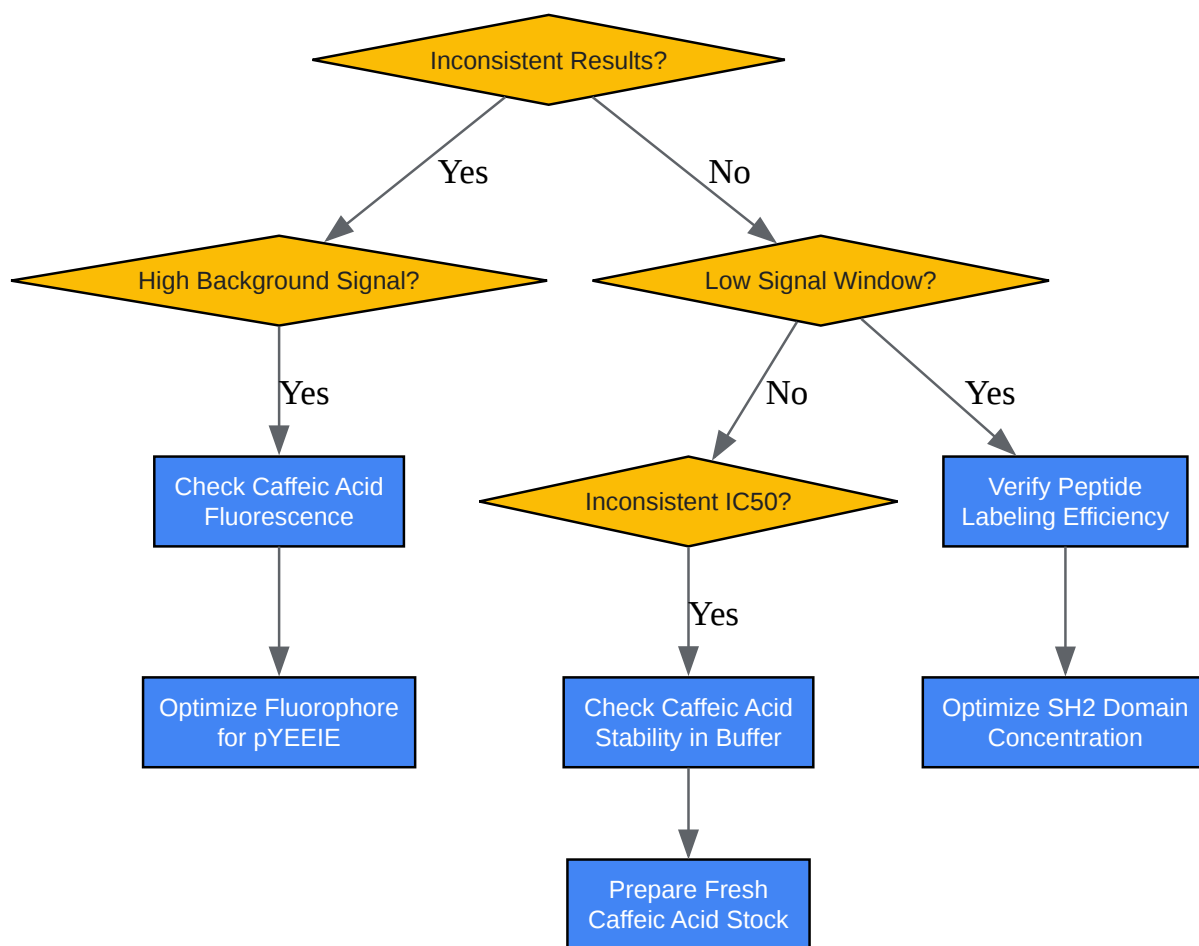 Inconsistent Results?
Yes
No
High Background Signal?
Low Signal Window?
Yes
No
Yes
Check Caffeic Acid
Fluorescence
Inconsistent IC50?
Verify Peptide
Labeling Efficiency
Yes
Optimize Fluorophore
for pYEEIE
Check Caffeic Acid
Stability in Buffer
Optimize SH2 Domain
Concentration
Prepare Fresh
Caffeic Acid Stock